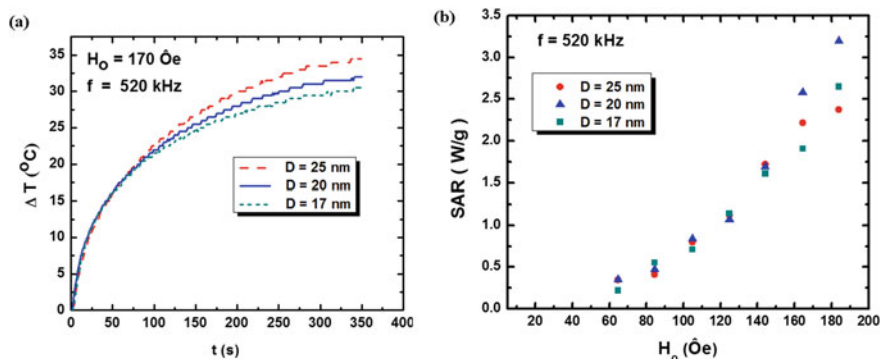 (a)
H₀ = 170 Ôe
f = 520 kHz
Δ T (°C)
35
30
25
20
15
10
5
0
D = 25 nm
D = 20 nm
D = 17 nm
0 50 100 150 200 250 300 350 400
t (s)
(b)
f = 520 kHz
SAR ( W/g )
3.5
3.0
2.5
2.0
1.5
1.0
0.5
0.0
D = 25 nm
D = 20 nm
D = 17 nm
20 40 60 80 100 120 140 160 180 200
H₀ (Ôe)